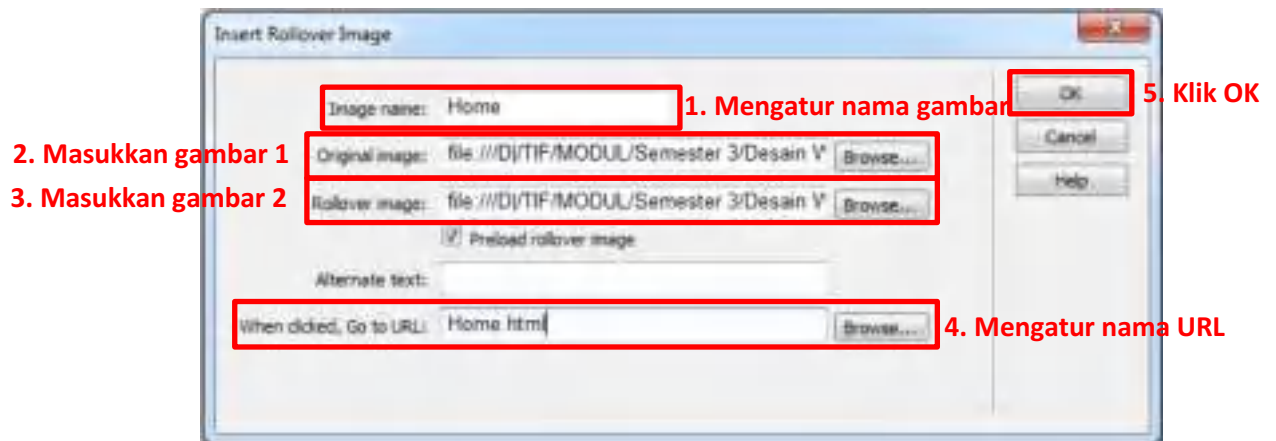 Insert Rollover Image
Image name: Home
1. Mengatur nama gambar
OK
5. Klik OK
2. Masukkan gambar 1
Original image: file:///D|/TIF/MODUL/Semester 3/Desain W
Browse...
Cancel
3. Masukkan gambar 2
Rollover image: file:///D|/TIF/MODUL/Semester 3/Desain W
Browse...
Help
Preload rollover image
Alternate text:
When clicked, Go to URL: Home.html
Browse...
4. Mengatur nama URL